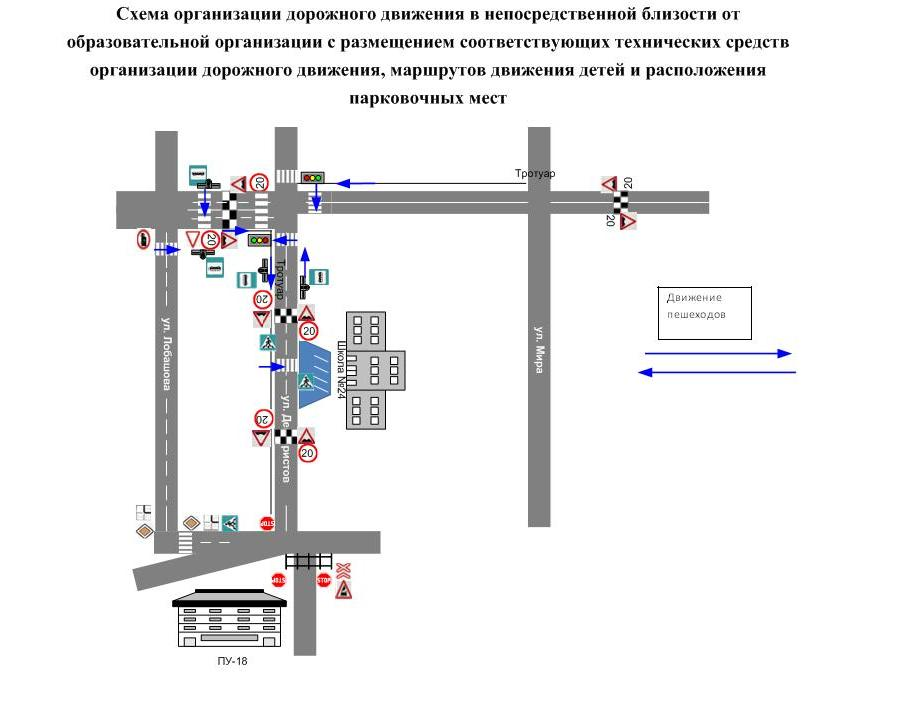 Схема организации дорожного движения в непосредственной близости от
образовательной организации с размещением соответствующих технических средств
организации дорожного движения, маршрутов движения детей и расположения
парковочных мест
Тротуар
20
20
20
20
Тротуар
20
20
Движение
пешеходов
ул. Лобашова
Школа №24
ул. Мира
ул. Де ристов
20
20
STOP
STOP
STOP
ПУ-18